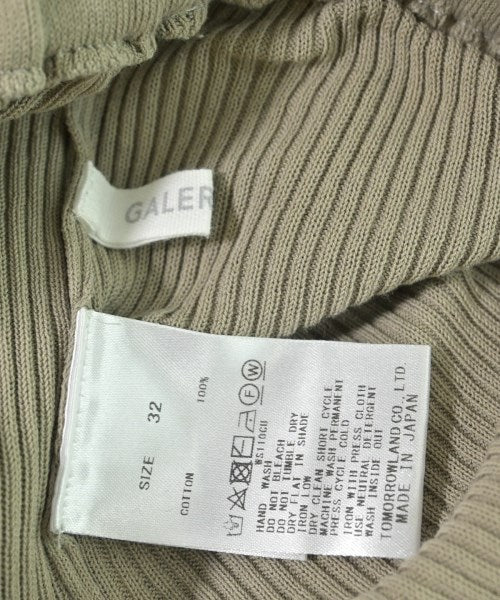 GALER
SIZE 32
COTTON 100%
WS110CU
HAND WASH
DO NOT BLEACH
DO NOT TUMBLE DRY
DRY FLAT IN SHADE
IRON LOW
DRY CLEAN SHORT CYCLE
MACHINE WASH PERMANENT
PRESS CYCLE COLD
IRON WITH PRESS CLOTH
USE NEUTRAL DETERGENT
WASH INSIDE OUT
TOMORROWLAND CO., LTD.
MADE IN JAPAN